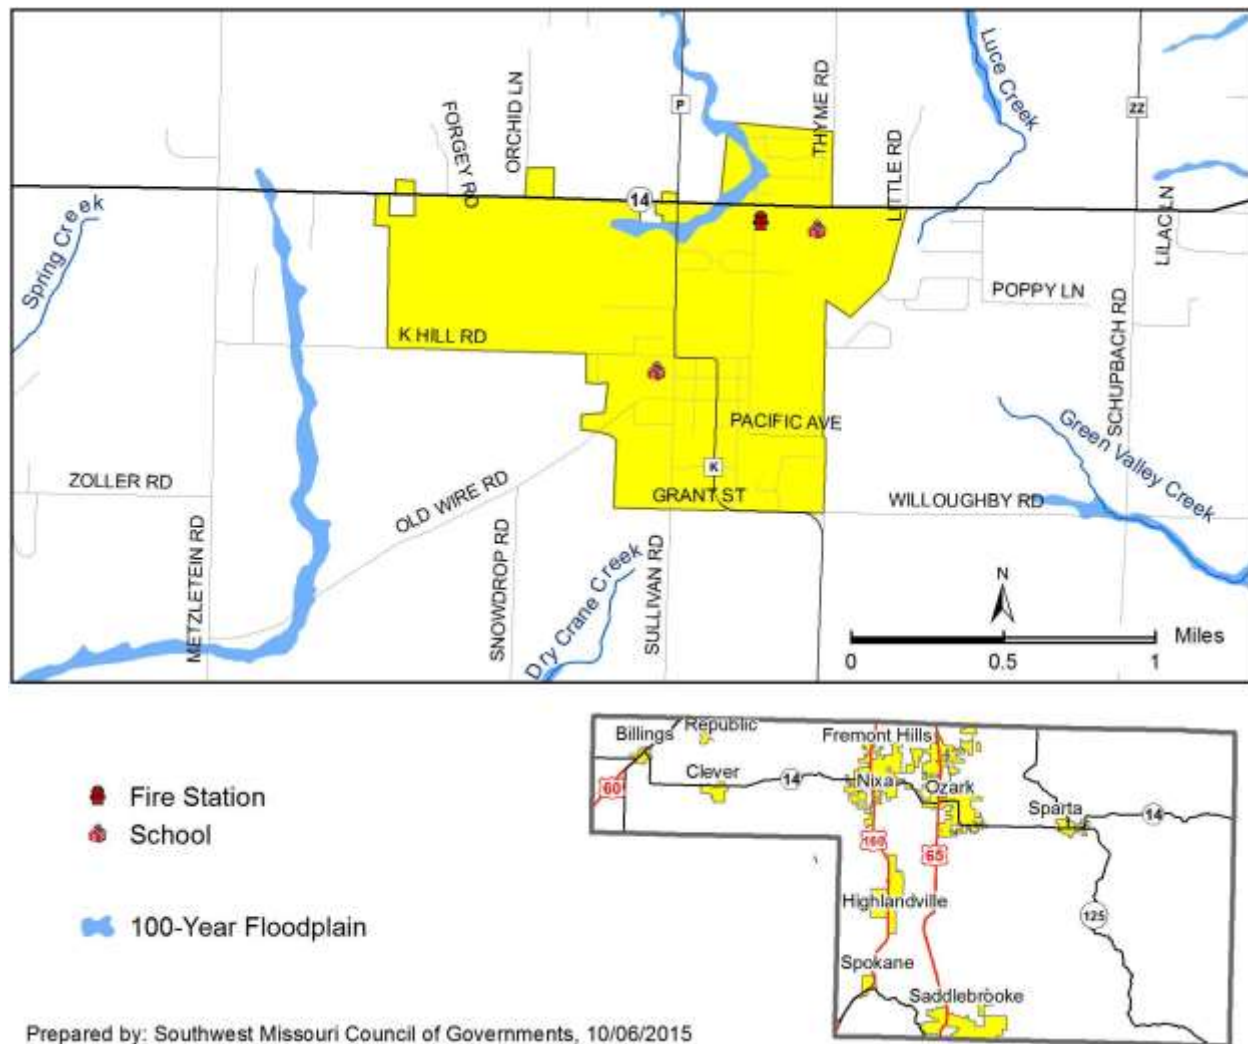 FORGEY RD
ORCHID LN
P
THYME RD
LITTLE RD
Luce Creek
22
14
LILAC LN
Spring Creek
POPPY LN
K HILL RD
SCHUPBACH RD
PACIFIC AVE
Green Valley Creek
ZOLLER RD
K
GRANT ST
WILLOUGHBY RD
OLD WIRE RD
METZLETEIN RD
SNOWDROP RD
Dry Crane Creek
SULLIVAN RD
N
Miles
0 0.5 1
Fire Station
School
100-Year Floodplain
Billings
Republic
Fremont Hills
Clever
14
Nixa
Ozark
60
Sparta
14
160
65
Highlandville
125
Spokane
Saddlebrooke
Prepared by: Southwest Missouri Council of Governments, 10/06/2015